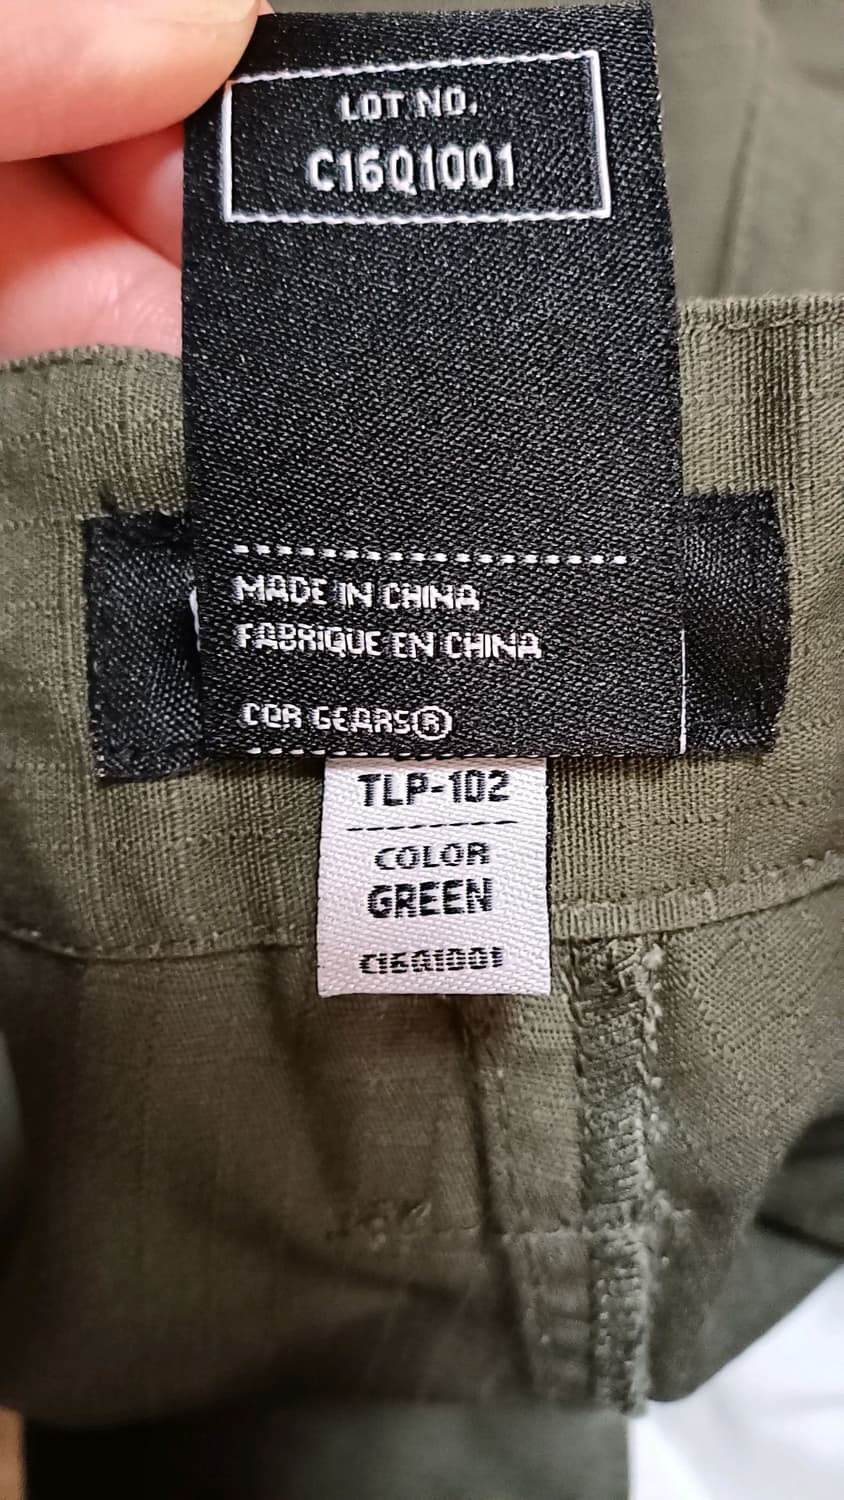 LOT NO.
C16Q1001
MADE IN CHINA
FABRIQUE EN CHINA
CQR GEARS®
TLP-102
COLOR
GREEN
C16Q1001